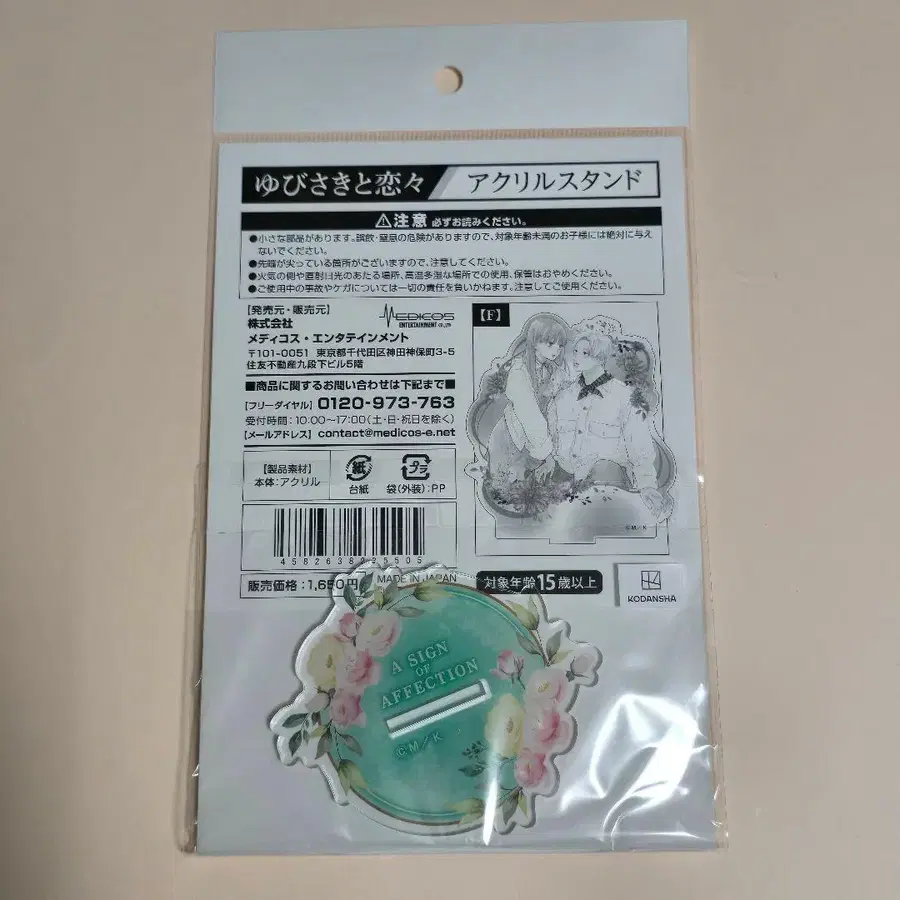 ゆびさきと恋々 アクリルスタンド
⚠注意 必ずお読みください。
●小さな部品があります。誤飲・窒息の危険がありますので、対象年齢未満のお子様には絶対に与え
ないでください。
●先端が尖っている箇所がございますので、注意してください。
●火気の側や直射日光のあたる場所、高温多湿な場所での使用、保管はおやめください。
●ご使用中の事故やケガについては一切の責任を負いかねます。注意してご使用ください。
【発売元・販売元】
株式会社
メディコス・エンタテインメント
〒101-0051 東京都千代田区神田神保町3-5
住友不動産九段下ビル5階
MEDICOS
ENTERTAINMENT CO.,LTD.
■商品に関するお問い合わせは下記まで■
【フリーダイヤル】 0120-973-763
受付時間：10:00〜17:00(土・日・祝日を除く)
【メールアドレス】 contact@medicos-e.net
【製品素材】
本体：アクリル
紙
台紙
プラ
袋(外装)：PP
【F】
©M／K
販売価格：1,650円
MADE IN JAPAN
対象年齢15歳以上
KODANSHA
A SIGN
OF
AFFECTION
©M／K